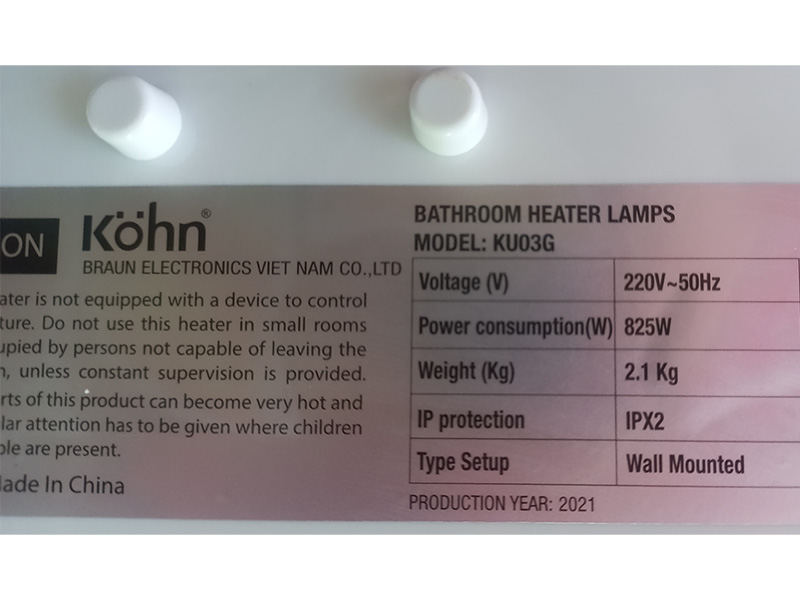 ON
Köhn®
BRAUN ELECTRONICS VIET NAM CO.,LTD
ater is not equipped with a device to control
ture. Do not use this heater in small rooms
upied by persons not capable of leaving the
n, unless constant supervision is provided.
rts of this product can become very hot and
lar attention has to be given where children
ple are present.
ade In China
BATHROOM HEATER LAMPS
MODEL: KU03G
Voltage (V) 220V~50Hz
Power consumption(W) 825W
Weight (Kg) 2.1 Kg
IP protection IPX2
Type Setup Wall Mounted
PRODUCTION YEAR: 2021